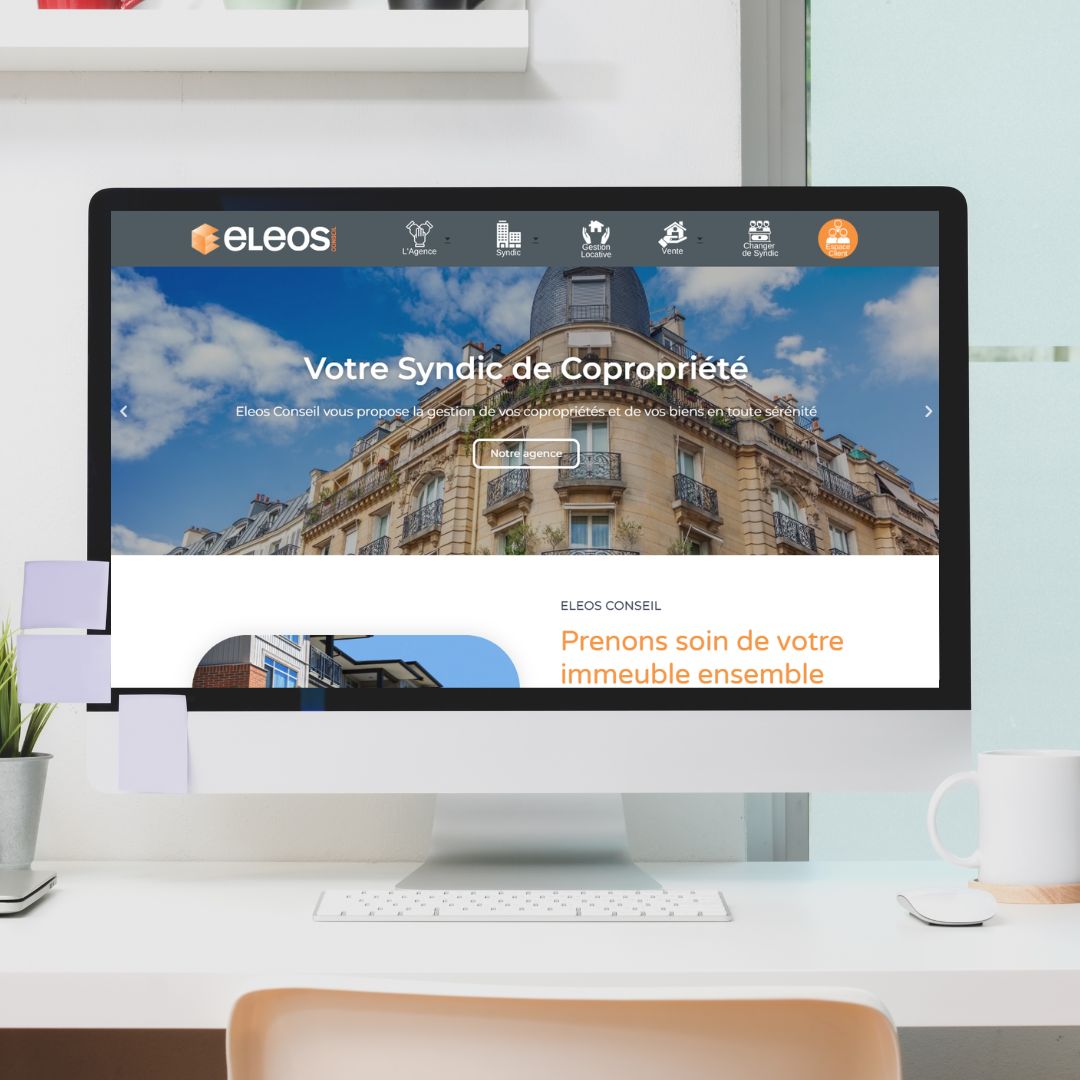 eLeos CONSEIL
L'Agence
Syndic
Gestion
Locative
Vente
Changer
de Syndic
Espace
Client
Votre Syndic de Copropriété
Eleos Conseil vous propose la gestion de vos copropriétés et de vos biens en toute sérénité
Notre agence
ELEOS CONSEIL
Prenons soin de votre
immeuble ensemble